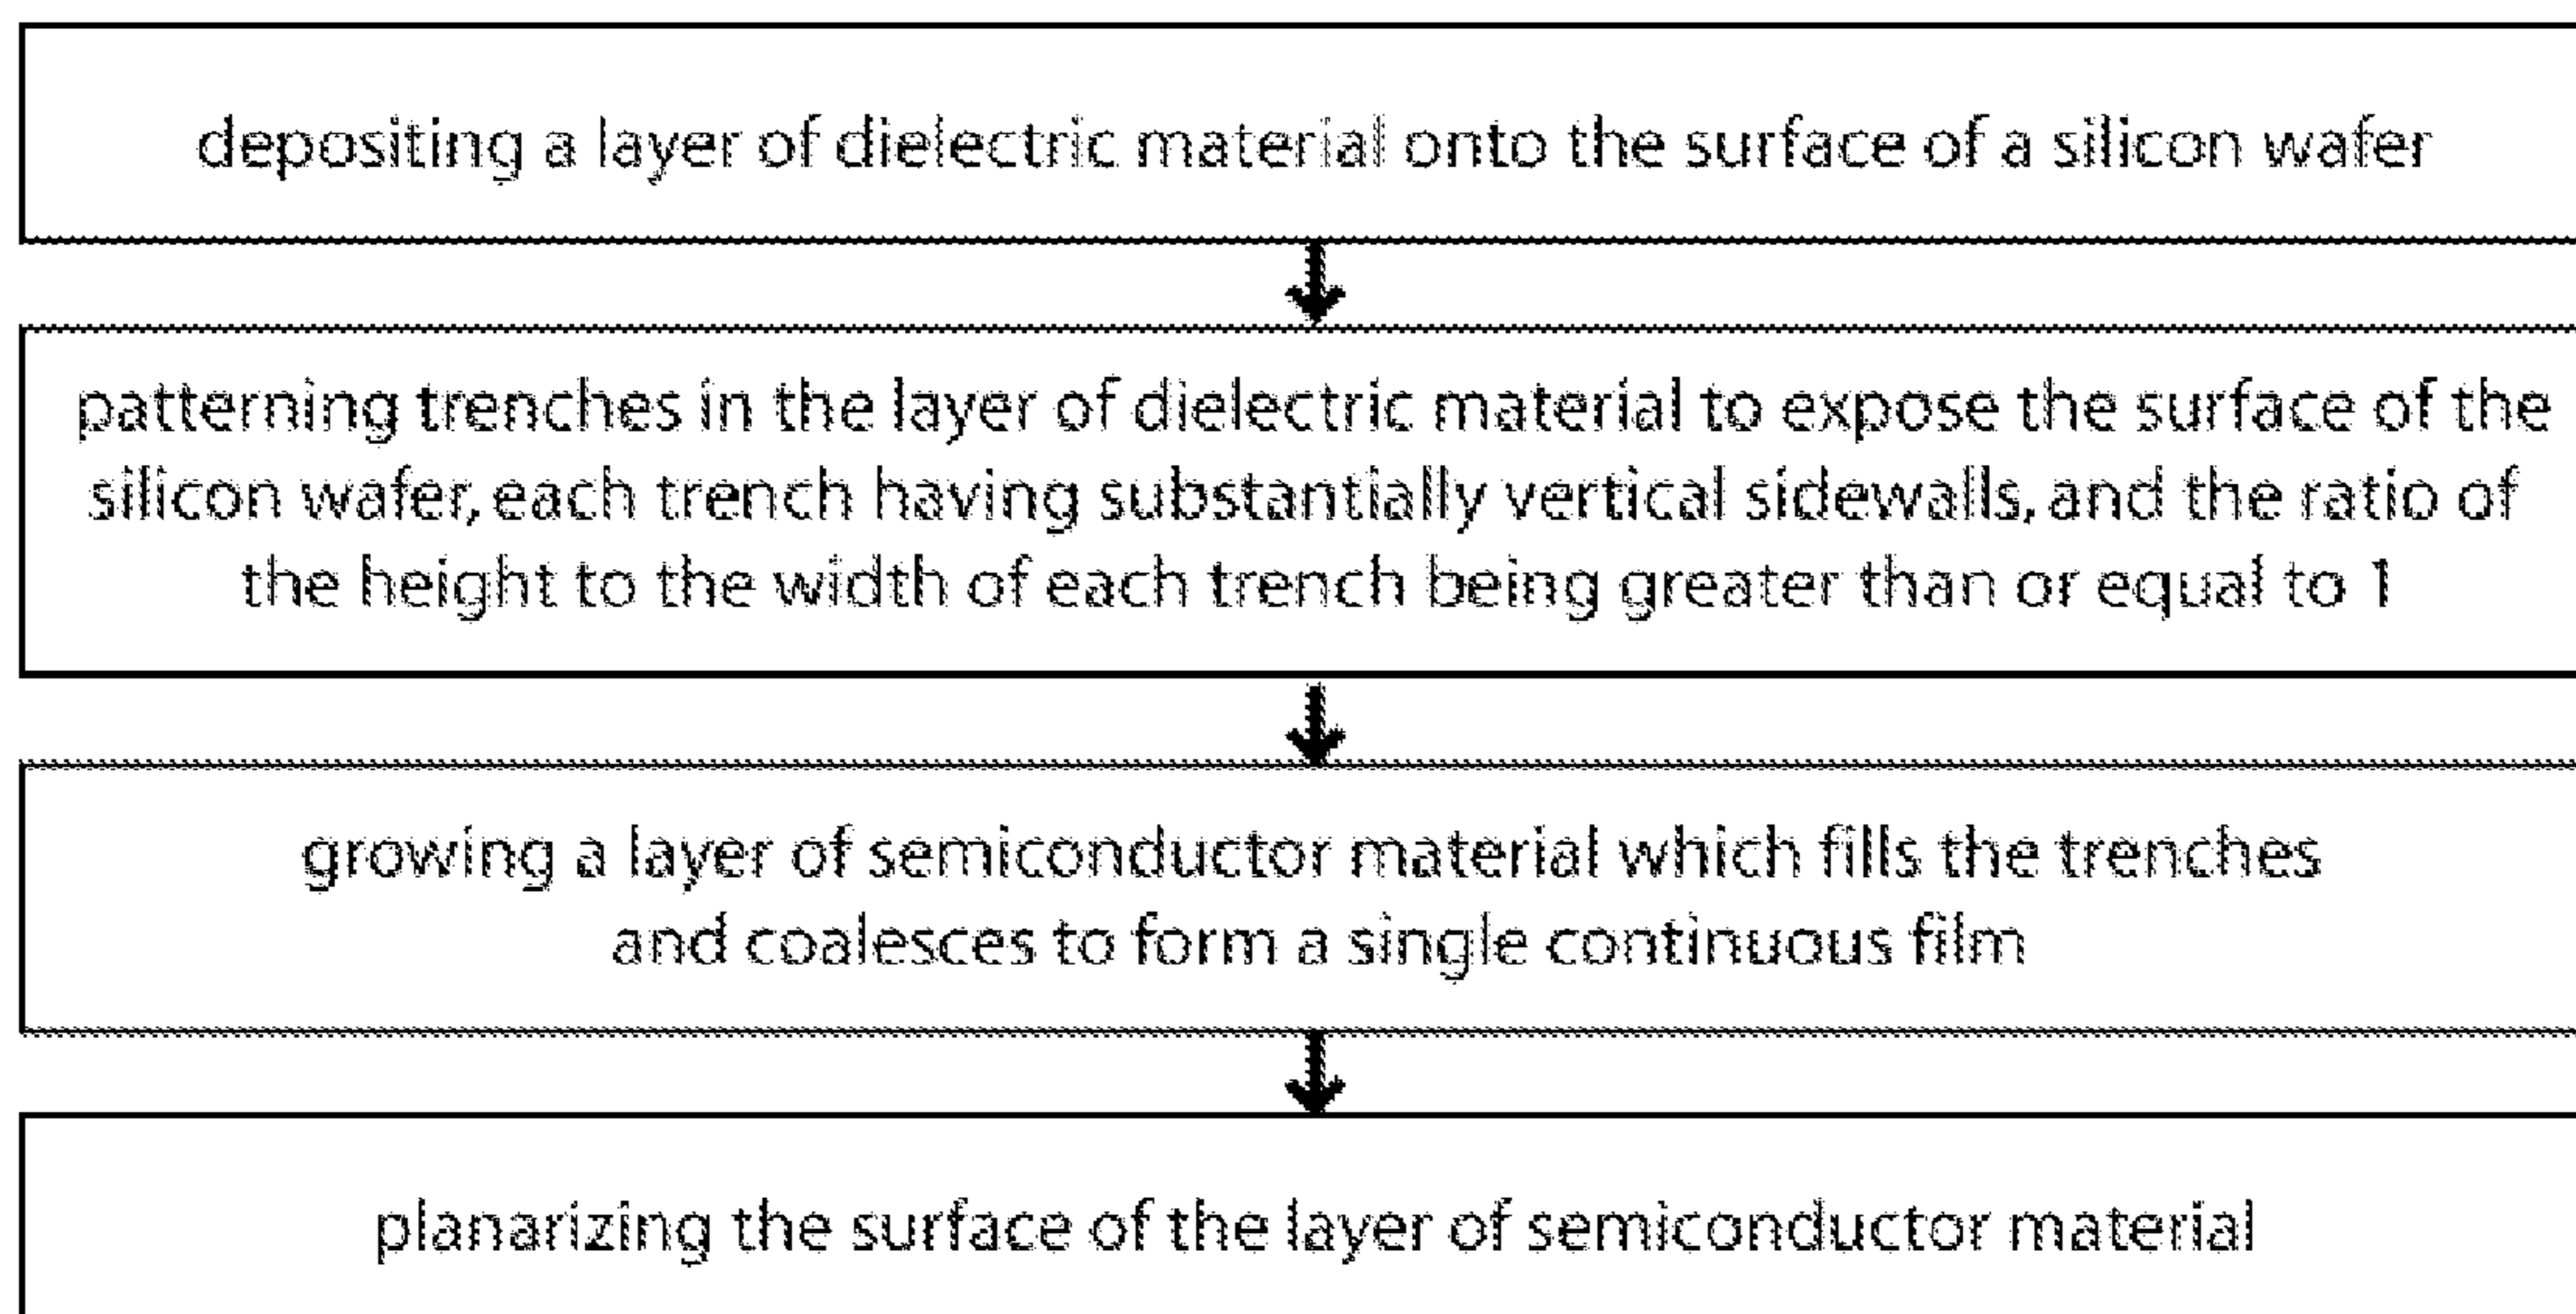 depositing a layer of dielectric material onto the surface of a silicon wafer
patterning trenches in the layer of dielectric material to expose the surface of the
silicon wafer, each trench having substantially vertical sidewalls, and the ratio of
the height to the width of each trench being greater than or equal to 1
growing a layer of semiconductor material which fills the trenches
and coalesces to form a single continuous film
planarizing the surface of the layer of semiconductor material